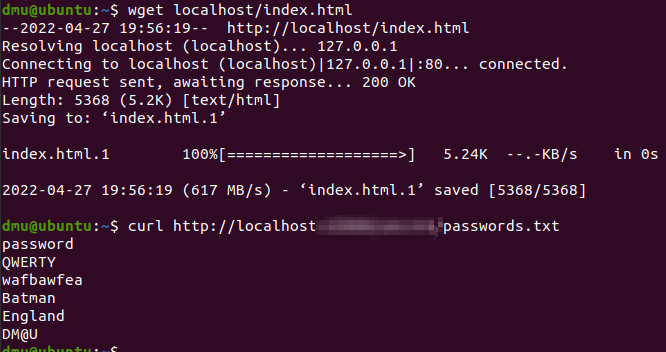 dmu@ubuntu:~$ wget localhost/index.html
--2022-04-27 19:56:19--  http://localhost/index.html
Resolving localhost (localhost)... 127.0.0.1
Connecting to localhost (localhost)|127.0.0.1|:80... connected.
HTTP request sent, awaiting response... 200 OK
Length: 5368 (5.2K) [text/html]
Saving to: ‘index.html.1’
index.html.1        100%[===================>]   5.24K  --.-KB/s    in 0s
2022-04-27 19:56:19 (617 MB/s) - ‘index.html.1’ saved [5368/5368]
dmu@ubuntu:~$ curl http://localhost passwords.txt
password
QWERTY
wafbawfea
Batman
England
DM@U
dmu@ubuntu:~$